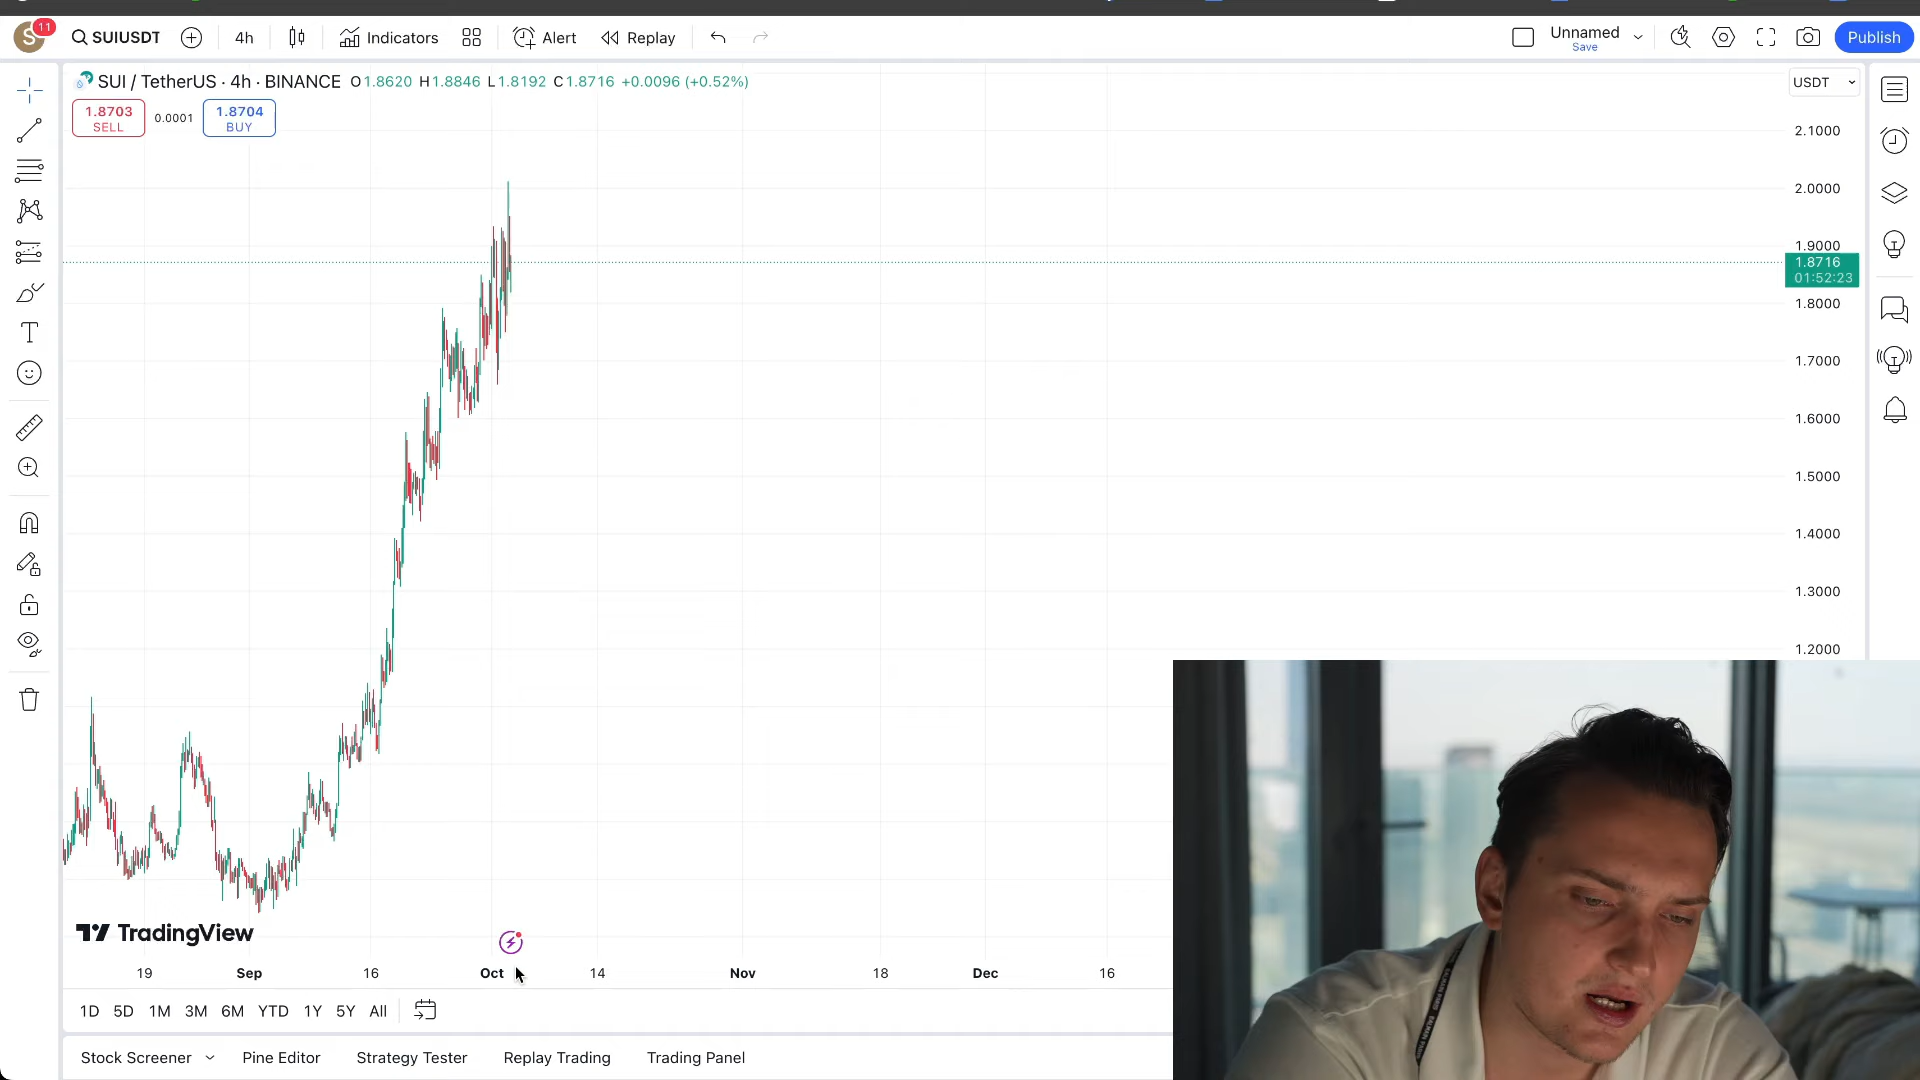 S 11 SUIUSDT 4h Indicators Alert Replay Unnamed Save Publish
SUI / TetherUS · 4h · BINANCE O1.8620 H1.8846 L1.8192 C1.8716 +0.0096 (+0.52%) USDT
1.8703 SELL 0.0001 1.8704 BUY
2.1000
2.0000
1.9000
1.8716
01:52:23
1.8000
1.7000
1.6000
1.5000
1.4000
1.3000
1.2000
TradingView
19 Sep 16 Oct 14 Nov 18 Dec 16
1D 5D 1M 3M 6M YTD 1Y 5Y All
Stock Screener Pine Editor Strategy Tester Replay Trading Trading Panel